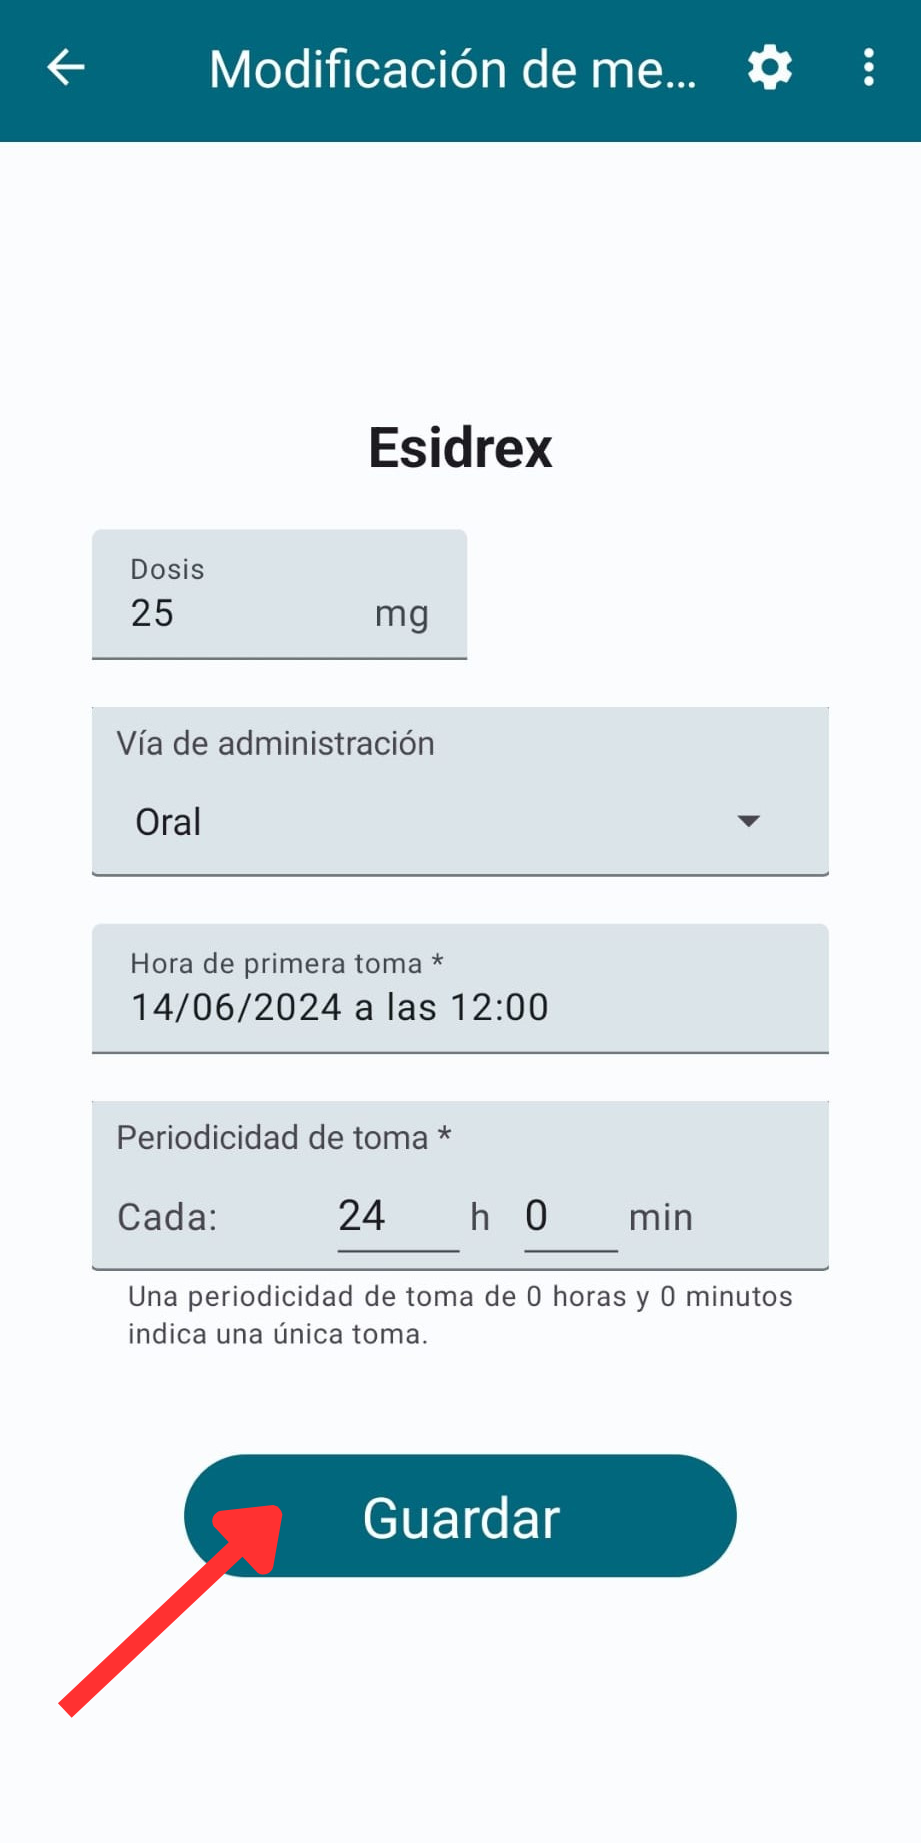 Modificación de me...
Esidrex
Dosis
25 mg
Vía de administración
Oral
Hora de primera toma *
14/06/2024 a las 12:00
Periodicidad de toma *
Cada: 24 h 0 min
Una periodicidad de toma de 0 horas y 0 minutos
indica una única toma.
Guardar